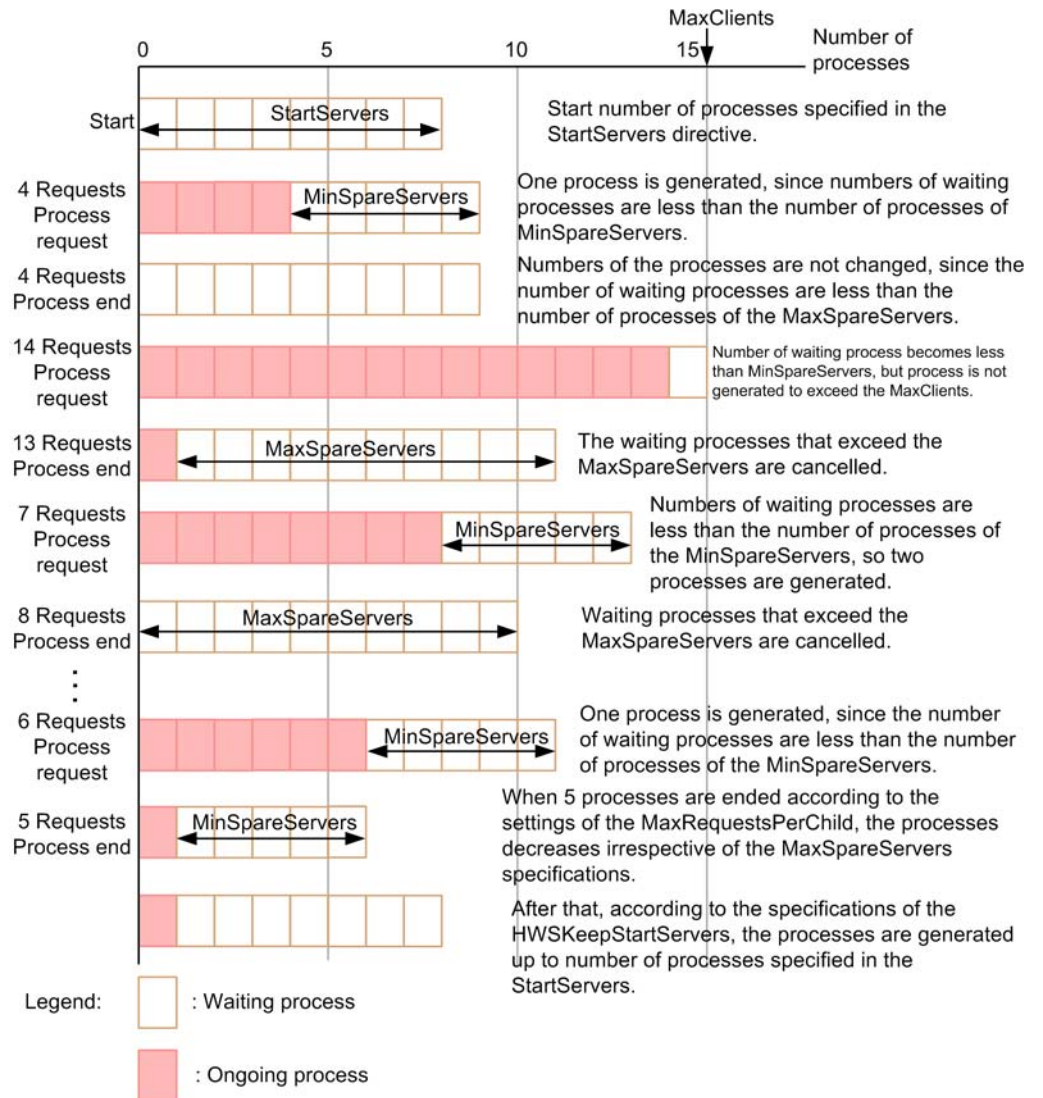 MaxClients
0
5
10
15
Number of
processes
Start
StartServers
Start number of processes specified in the
StartServers directive.
4 Requests
Process
request
MinSpareServers
One process is generated, since numbers of waiting
processes are less than the number of processes of
MinSpareServers.
4 Requests
Process end
Numbers of the processes are not changed, since the
number of waiting processes are less than the
number of processes of the MaxSpareServers.
14 Requests
Process
request
Number of waiting process becomes less
than MinSpareServers, but process is not
generated to exceed the MaxClients.
13 Requests
Process end
MaxSpareServers
The waiting processes that exceed the
MaxSpareServers are cancelled.
7 Requests
Process
request
MinSpareServers
Numbers of waiting processes are
less than the number of processes of
the MinSpareServers, so two
processes are generated.
8 Requests
Process end
MaxSpareServers
Waiting processes that exceed the
MaxSpareServers are cancelled.
6 Requests
Process
request
MinSpareServers
One process is generated, since the number
of waiting processes are less than the number
of processes of the MinSpareServers.
5 Requests
Process end
MinSpareServers
When 5 processes are ended according to the
settings of the MaxRequestsPerChild, the processes
decreases irrespective of the MaxSpareServers
specifications.
After that, according to the specifications of the
HWSKeepStartServers, the processes are generated
up to number of processes specified in the
StartServers.
Legend:
: Waiting process
: Ongoing process